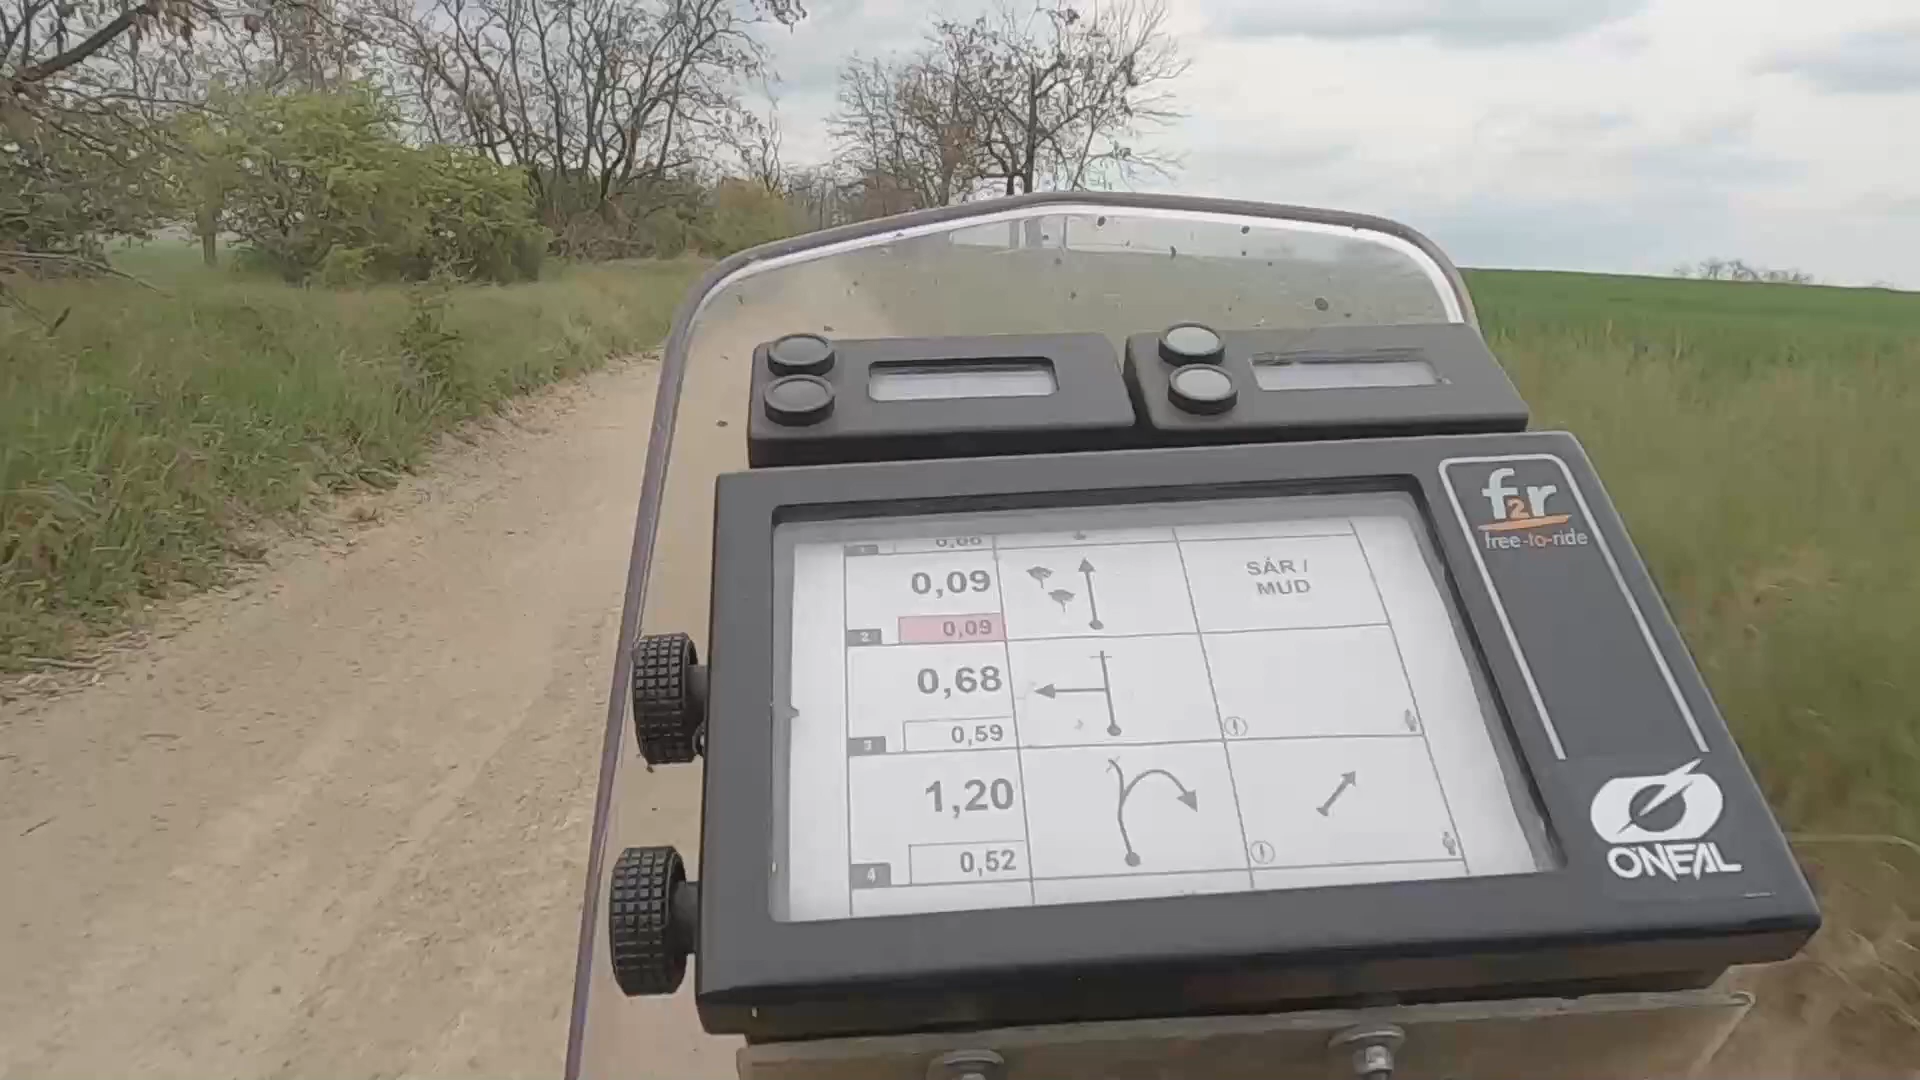 f2r
free-to-ride
0,09
SÁR /
MUD
2
0,09
0,68
3
0,59
1,20
4
0,52
O'NEAL